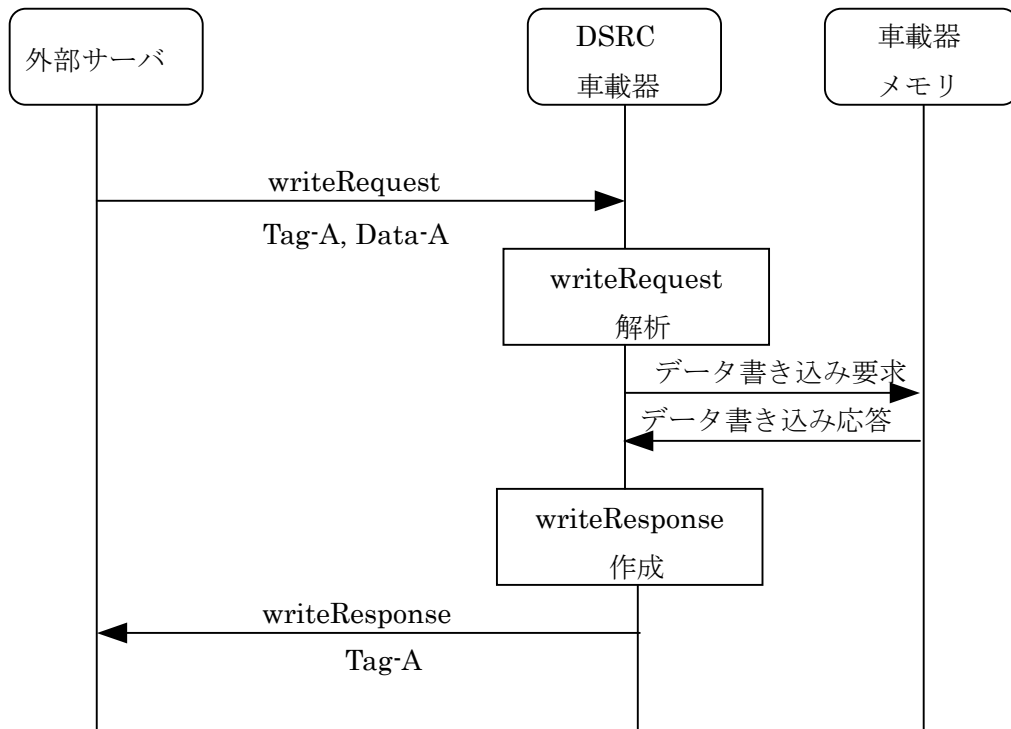 外部サーバ
DSRC
車載器
車載器
メモリ
writeRequest
Tag-A, Data-A
writeRequest
解析
データ書き込み要求
データ書き込み応答
writeResponse
作成
writeResponse
Tag-A